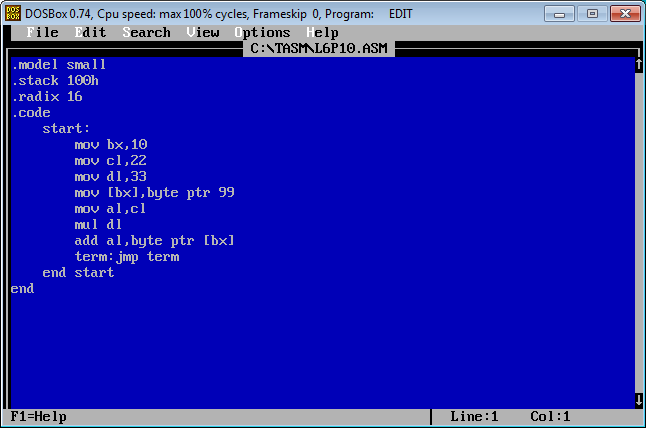 DOSBox 0.74, Cpu speed: max 100% cycles, Frameskip 0, Program: EDIT
File Edit Search View Options Help
C:\TASM\L6P10.ASM
.model small
.stack 100h
.radix 16
.code
    start:
        mov bx,10
        mov cl,22
        mov dl,33
        mov [bx],byte ptr 99
        mov al,cl
        mul dl
        add al,byte ptr [bx]
        term:jmp term
    end start
end
F1=Help Line:1 Col:1